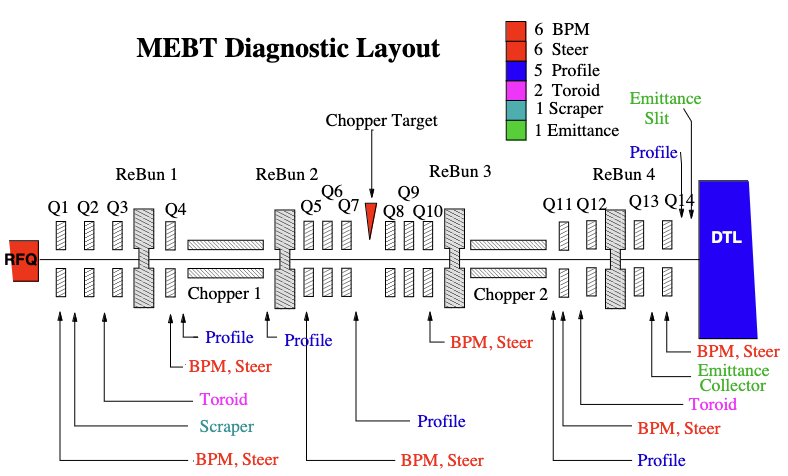 MEBT Diagnostic Layout
6 BPM
6 Steer
5 Profile
2 Toroid
1 Scraper
1 Emittance
Emittance
Slit
Chopper Target
Profile
ReBun 1
ReBun 2
ReBun 3
ReBun 4
Q1 Q2 Q3 Q4 Q5 Q6 Q7 Q8 Q9 Q10 Q11 Q12 Q13 Q14
RFQ
DTL
Chopper 1
Chopper 2
Profile
Profile
BPM, Steer
BPM, Steer
BPM, Steer
Emittance
Collector
Toroid
Toroid
Profile
Scraper
BPM, Steer
BPM, Steer
BPM, Steer
Profile